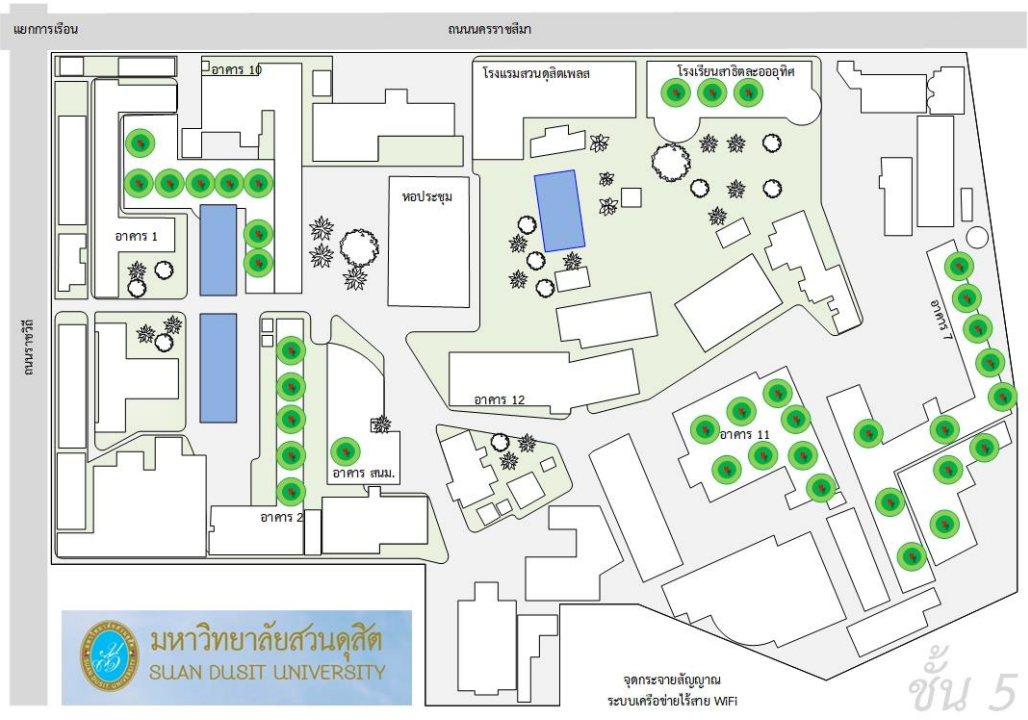 แยกการเรือน
ถนนนครราชสีมา
อาคาร 10
โรงแรมสวนดุสิตเพลส
โรงเรียนสาธิตละอออุทิศ
หอประชุม
อาคาร 1
ถนนราชวิถี
อาคาร 7
อาคาร 12
อาคาร 11
อาคาร สนม.
อาคาร 2
มหาวิทยาลัยสวนดุสิต
SUAN DUSIT UNIVERSITY
จุดกระจายสัญญาณ
ระบบเครือข่ายไร้สาย WiFi
ชั้น 5